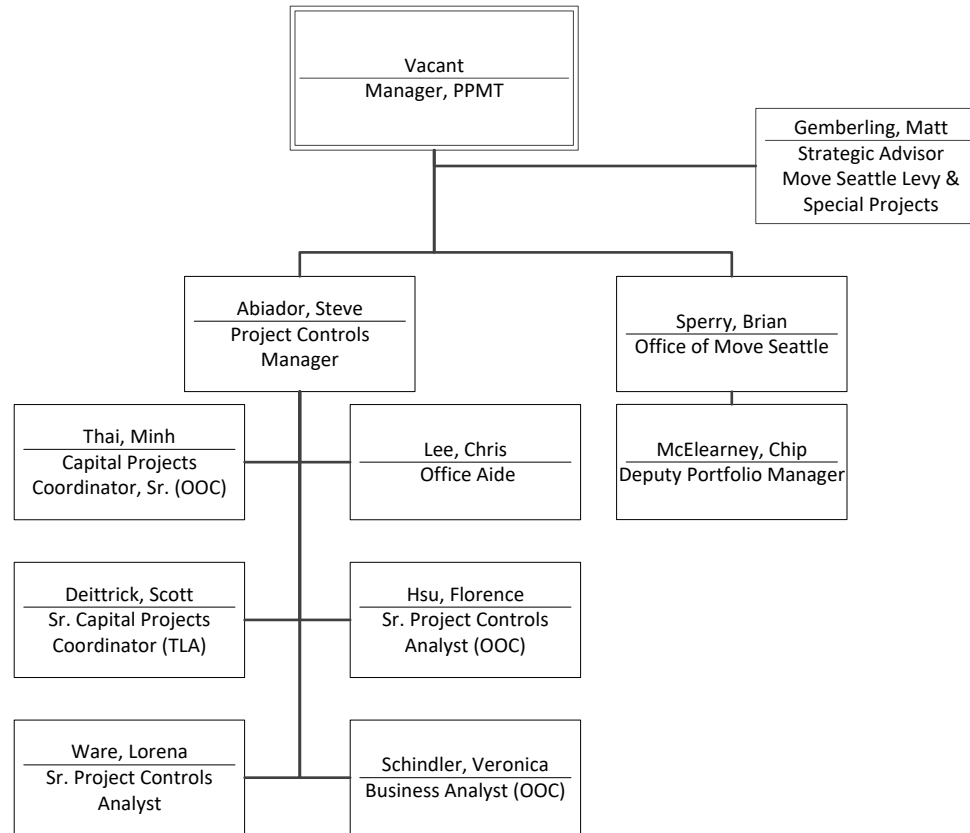 Vacant
Manager, PPMT
Gemberling, Matt
Strategic Advisor
Move Seattle Levy &
Special Projects
Abiador, Steve
Project Controls
Manager
Sperry, Brian
Office of Move Seattle
Thai, Minh
Capital Projects
Coordinator, Sr. (OOC)
Lee, Chris
Office Aide
McElearney, Chip
Deputy Portfolio Manager
Deittrick, Scott
Sr. Capital Projects
Coordinator (TLA)
Hsu, Florence
Sr. Project Controls
Analyst (OOC)
Ware, Lorena
Sr. Project Controls
Analyst
Schindler, Veronica
Business Analyst (OOC)